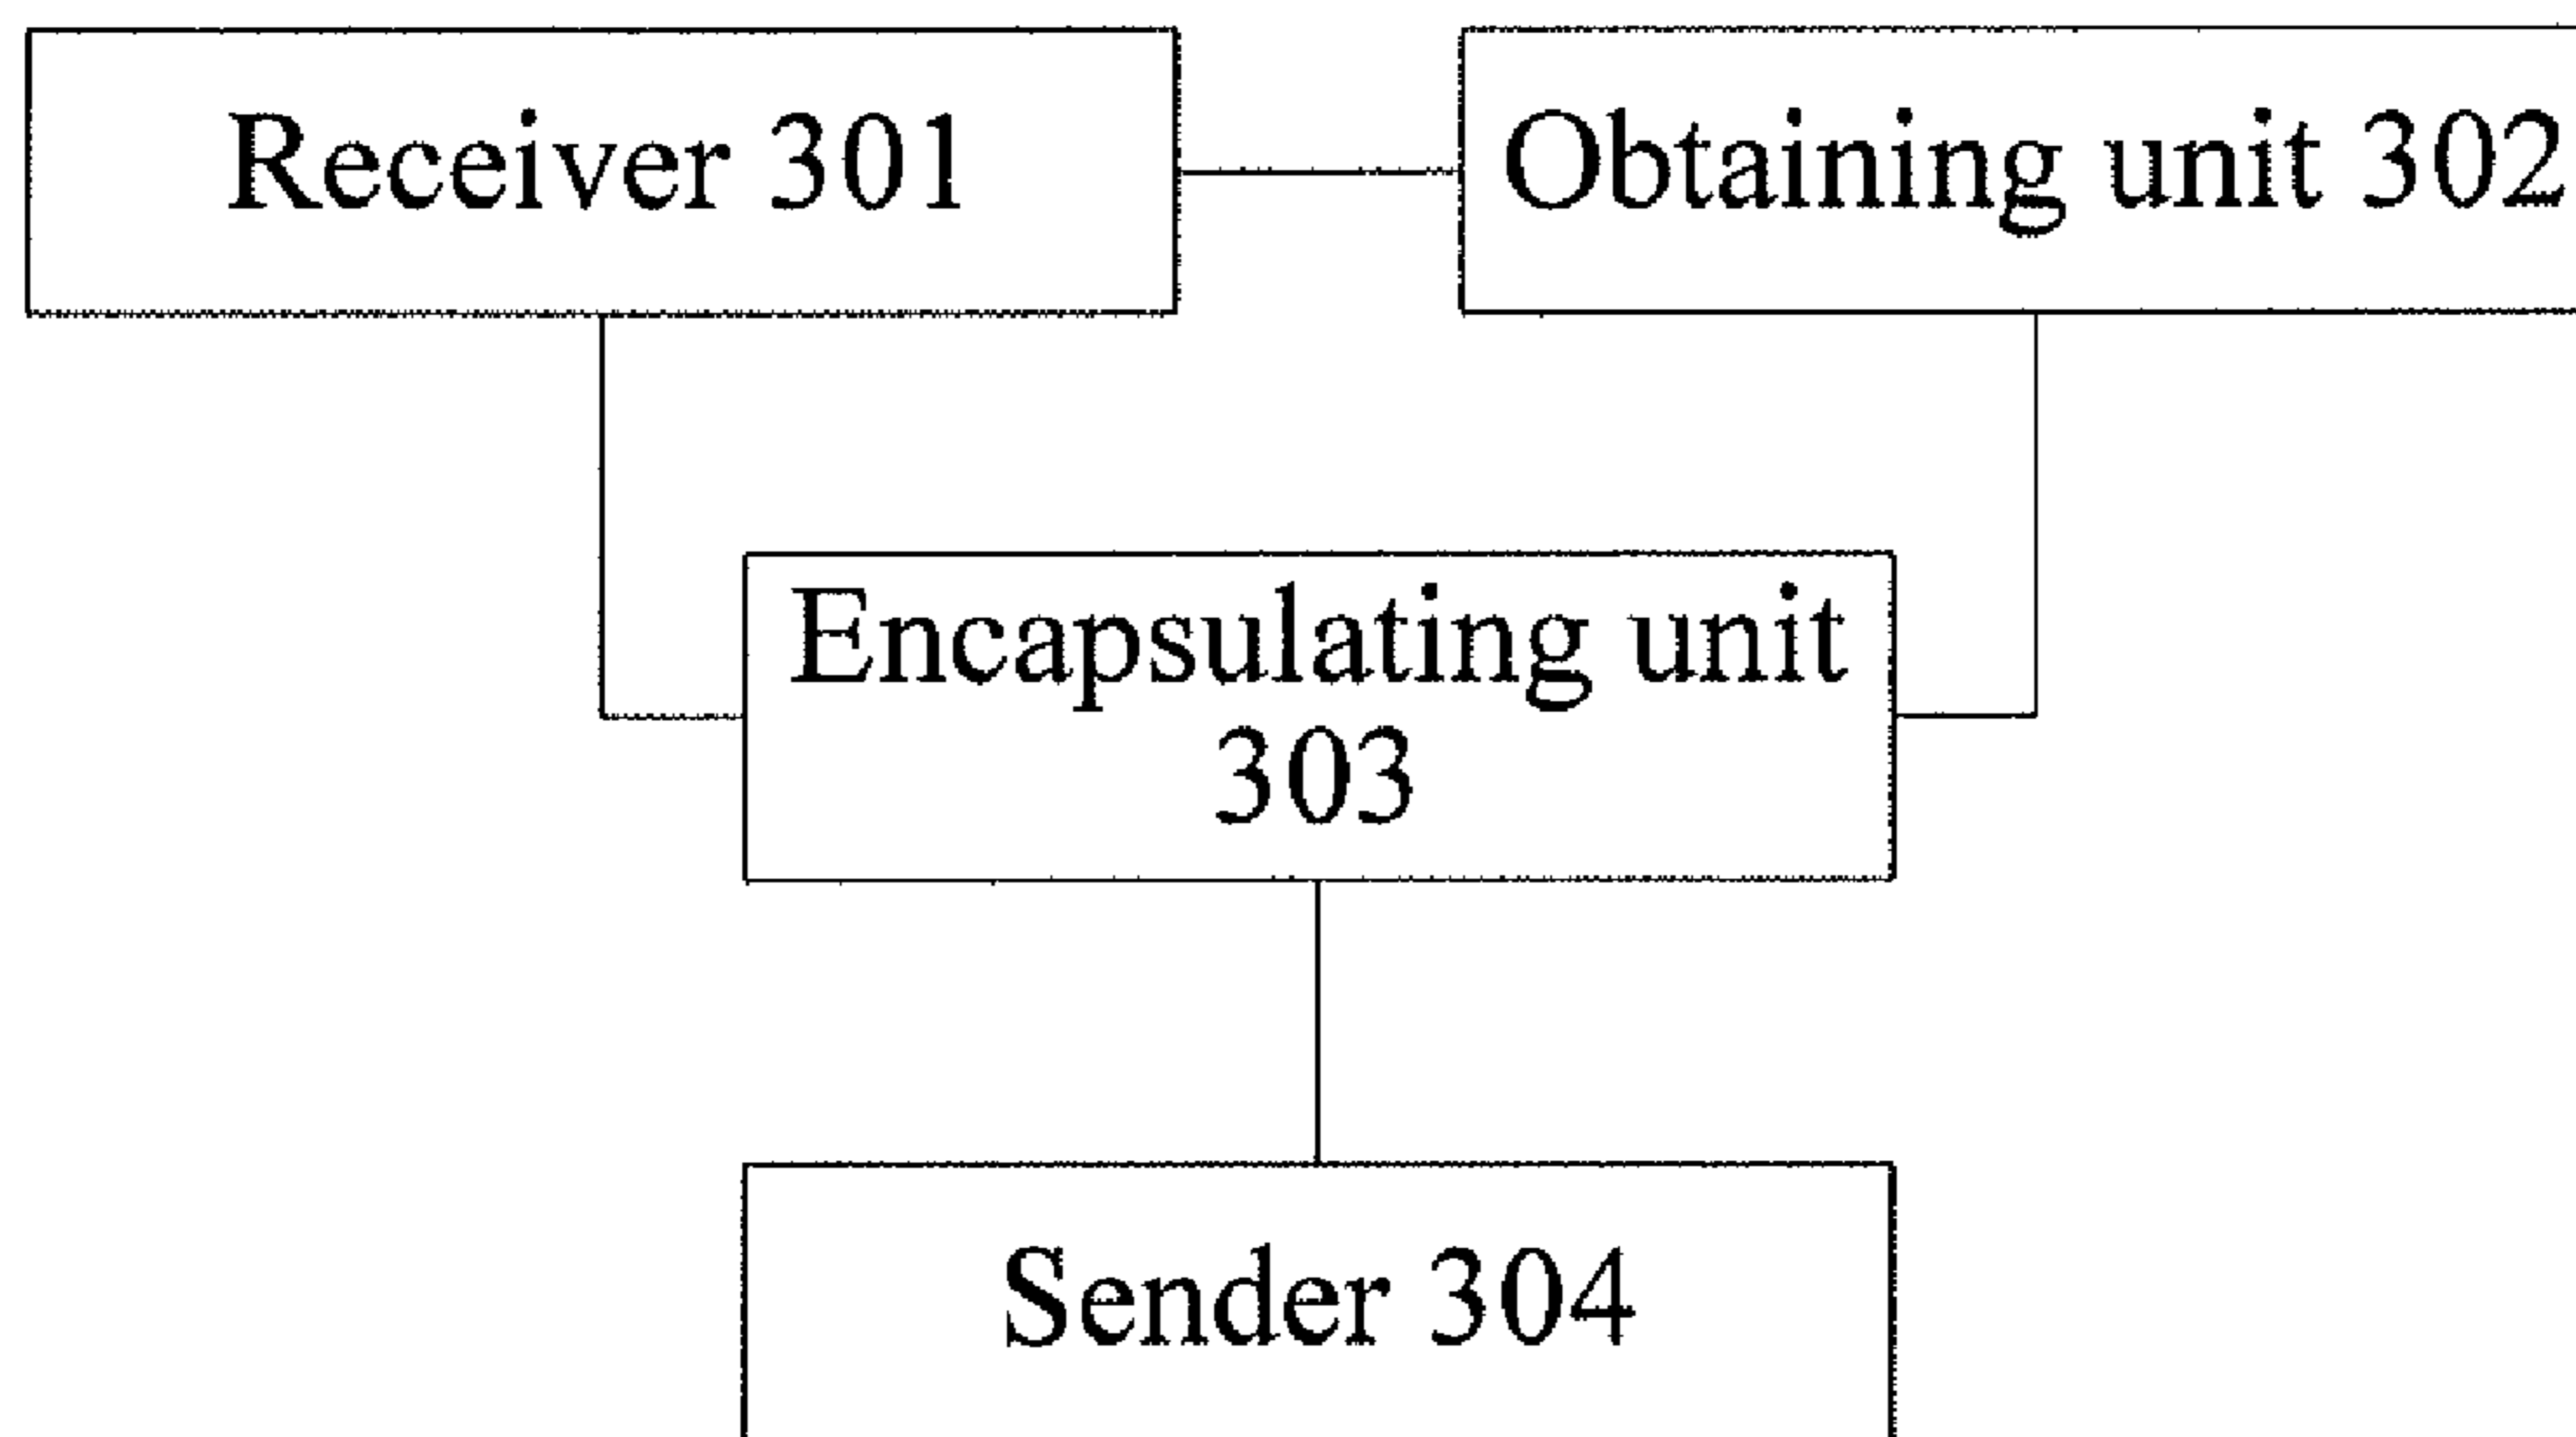 Receiver 301
Obtaining unit 302
Encapsulating unit
303
Sender 304